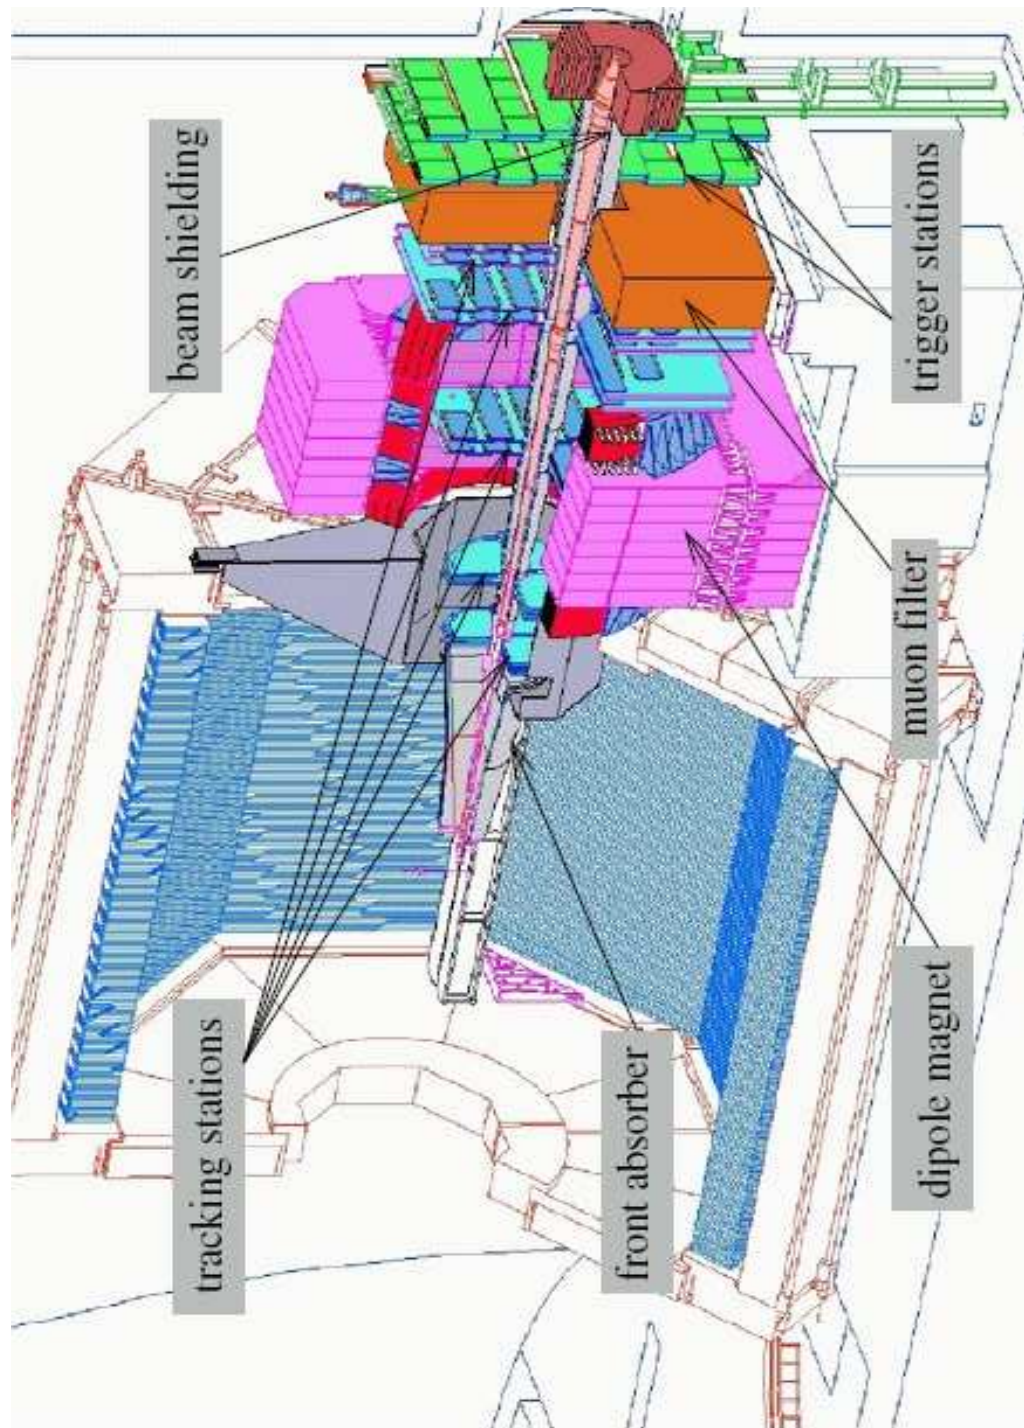 tracking stations
beam shielding
front absorber
dipole magnet
muon filter
trigger stations